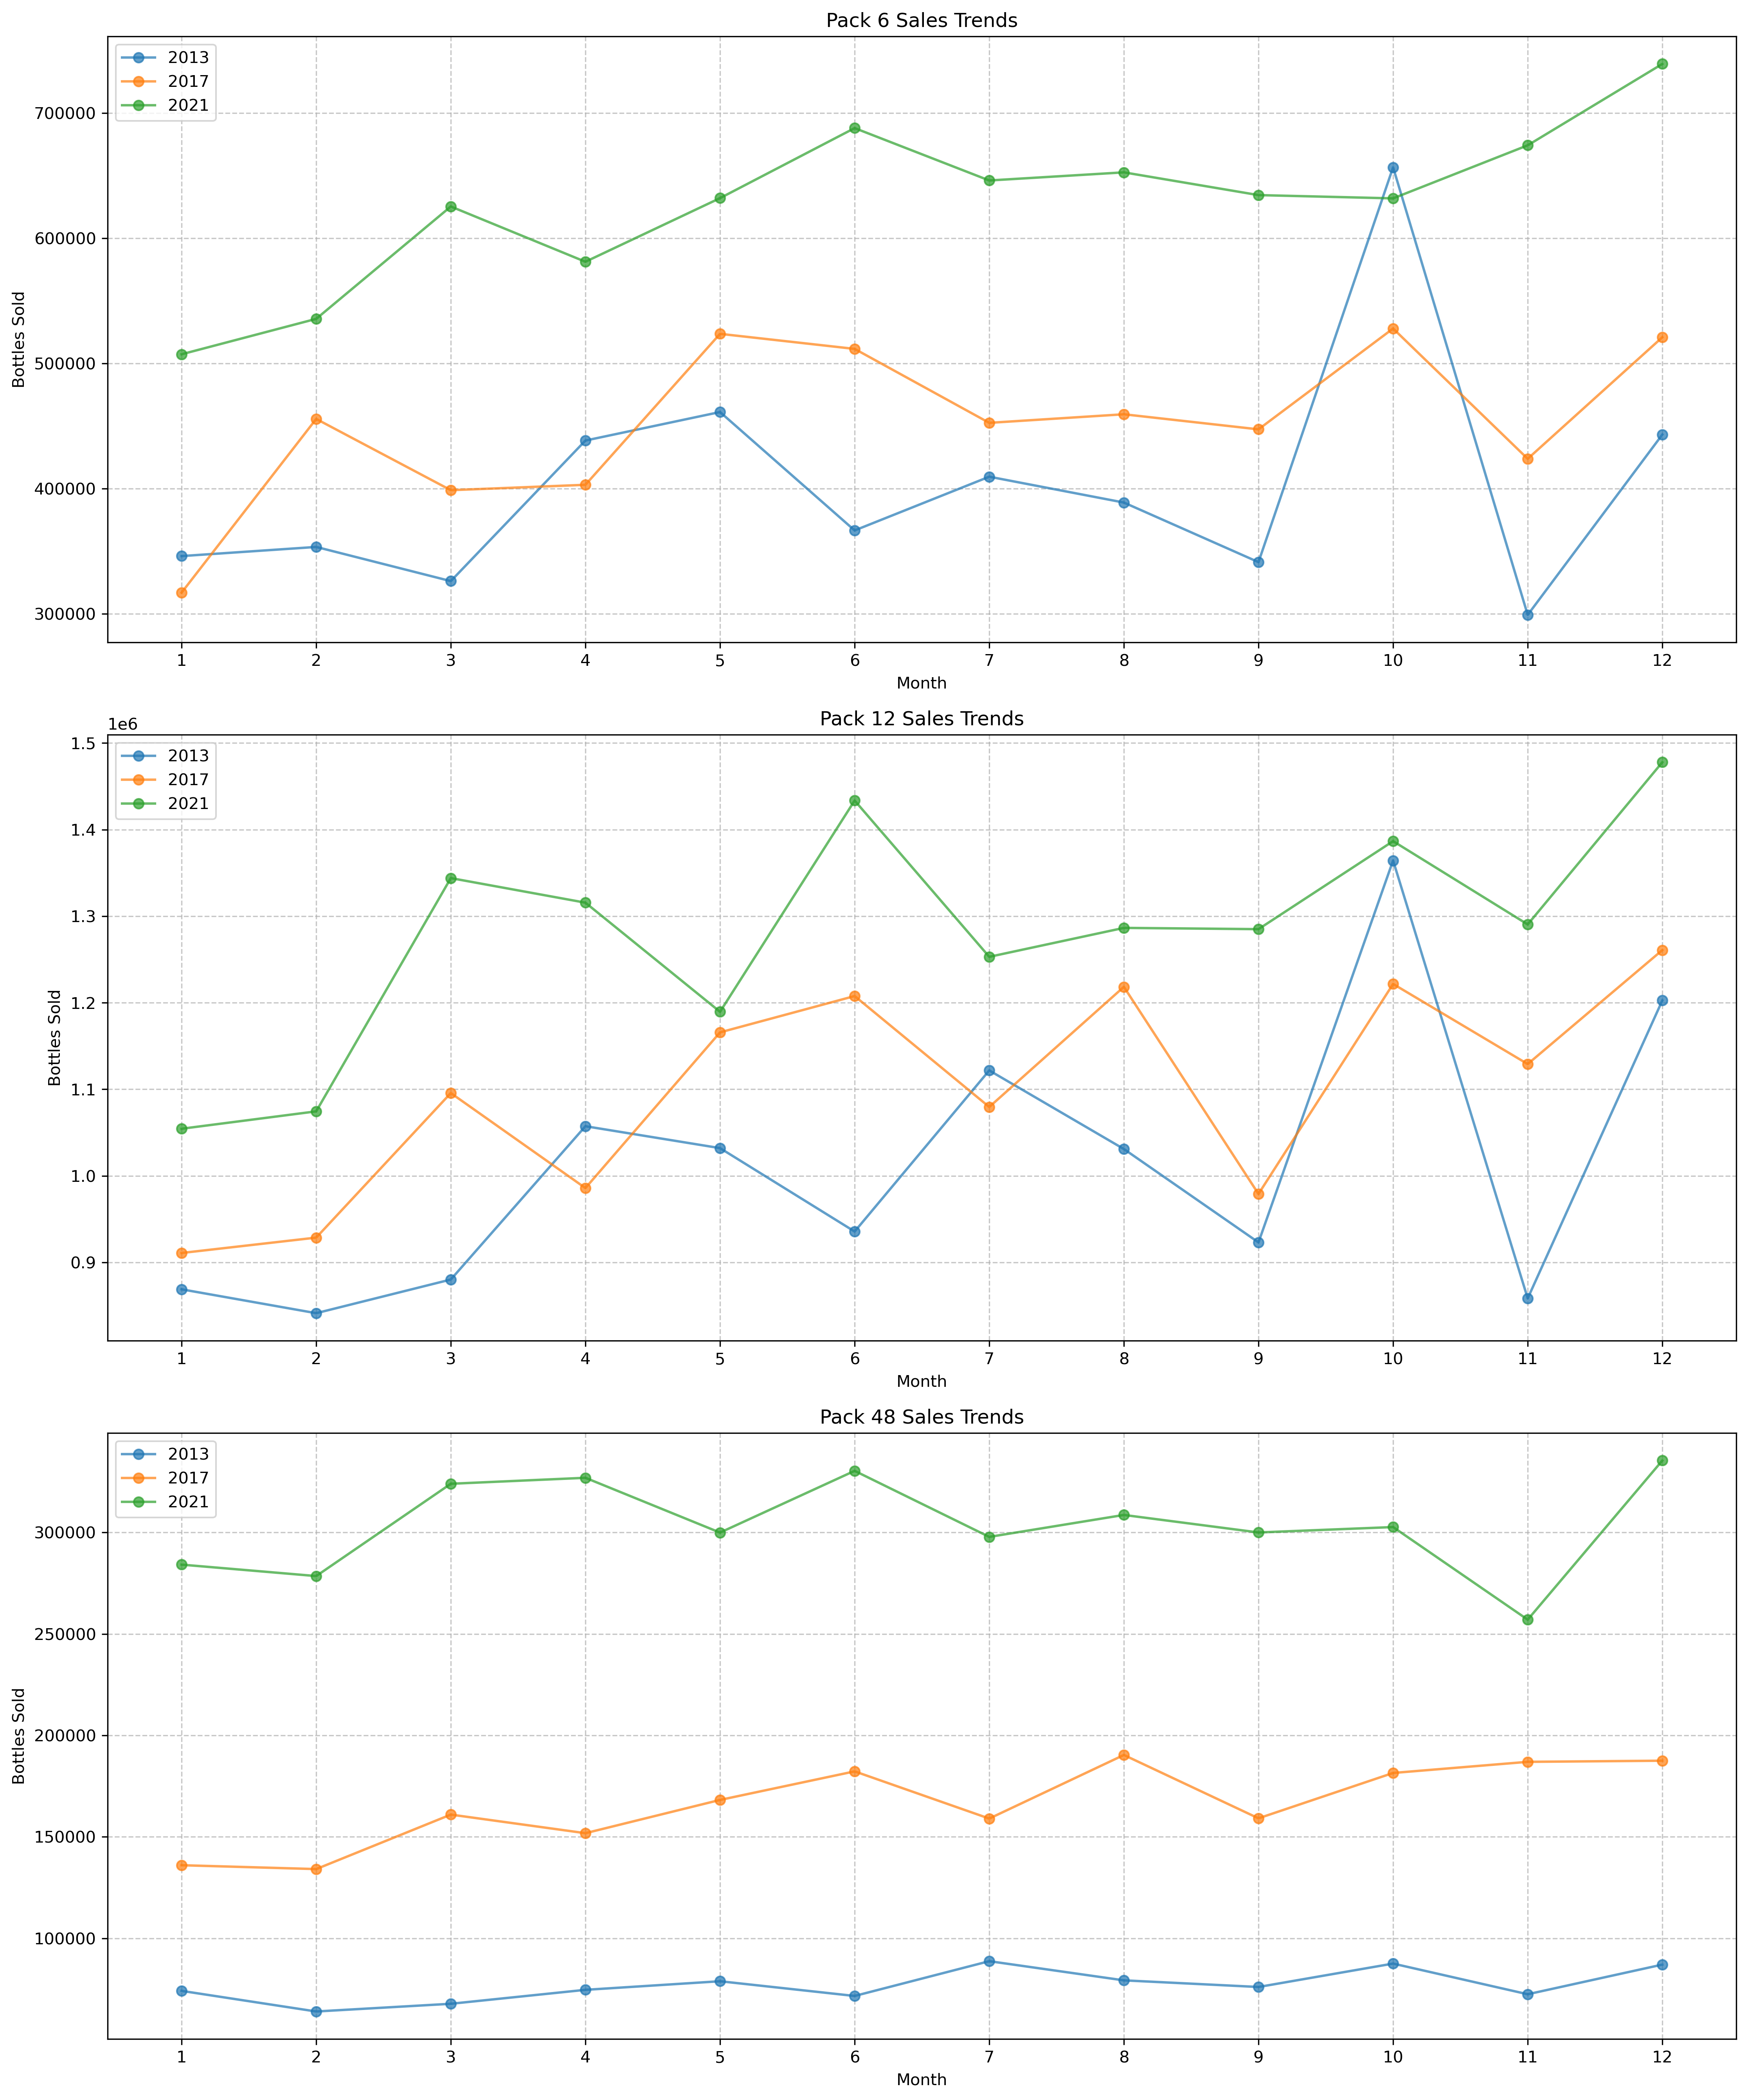 Pack 6 Sales Trends
2013
2017
2021
700000
600000
500000
400000
300000
Bottles Sold
1 2 3 4 5 6 7 8 9 10 11 12
Month
Pack 12 Sales Trends
1e6
2013
2017
2021
1.5
1.4
1.3
1.2
1.1
1.0
0.9
Bottles Sold
1 2 3 4 5 6 7 8 9 10 11 12
Month
Pack 48 Sales Trends
2013
2017
2021
300000
250000
200000
150000
100000
Bottles Sold
1 2 3 4 5 6 7 8 9 10 11 12
Month